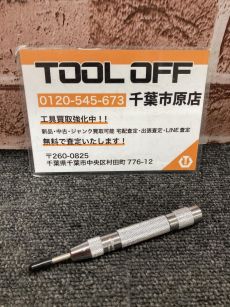 TOOL OFF
0120-545-673 千葉市原店
工具買取強化中!!
新品・中古・ジャンク買取可能 宅配査定・出張査定・LINE査定
無料で査定いたします!
〒260-0825
千葉県千葉市中央区村田町776-12